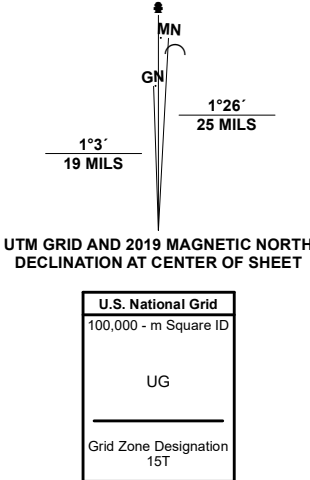 MN
GN
1°26´
25 MILS
1°3´
19 MILS
UTM GRID AND 2019 MAGNETIC NORTH
DECLINATION AT CENTER OF SHEET
U.S. National Grid
100,000 - m Square ID
UG
Grid Zone Designation
15T